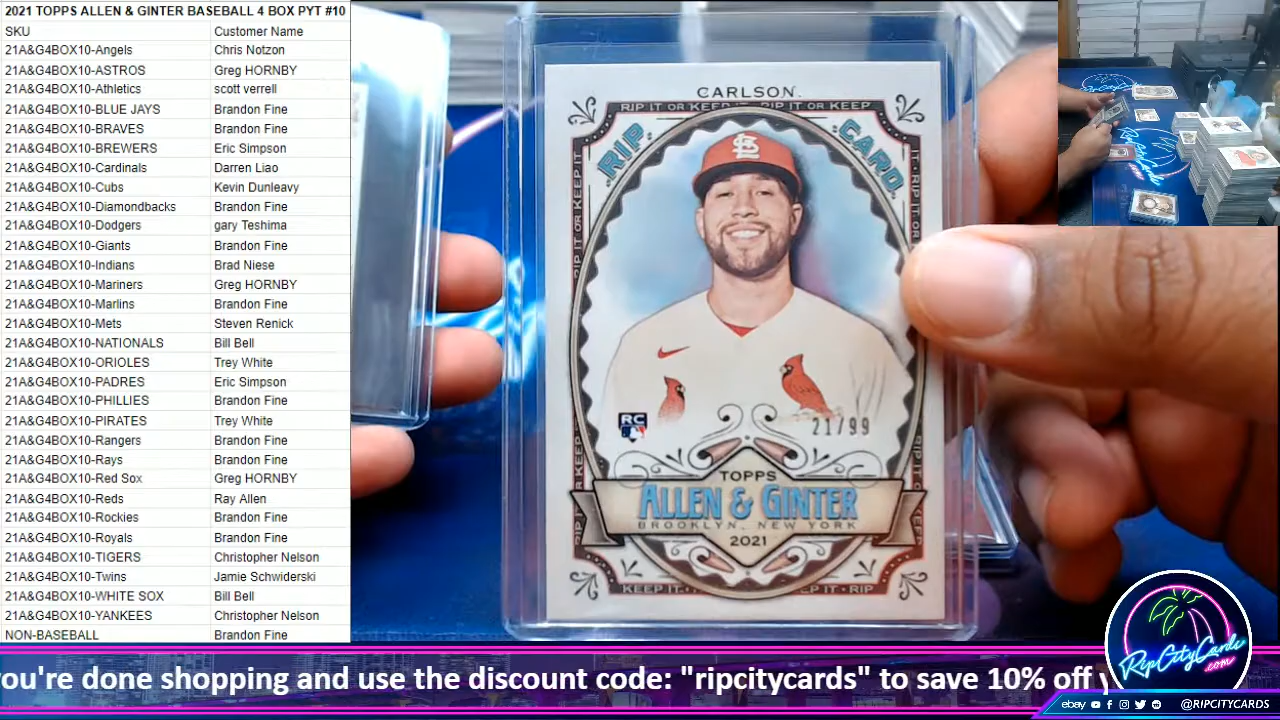 2021 TOPPS ALLEN & GINTER BASEBALL 4 BOX PYT #10
SKU Customer Name
21A&G4BOX10-Angels Chris Notzon
21A&G4BOX10-ASTROS Greg HORNBY
21A&G4BOX10-Athletics scott verrell
21A&G4BOX10-BLUE JAYS Brandon Fine
21A&G4BOX10-BRAVES Brandon Fine
21A&G4BOX10-BREWERS Eric Simpson
21A&G4BOX10-Cardinals Darren Liao
21A&G4BOX10-Cubs Kevin Dunleavy
21A&G4BOX10-Diamondbacks Brandon Fine
21A&G4BOX10-Dodgers gary Teshima
21A&G4BOX10-Giants Brandon Fine
21A&G4BOX10-Indians Brad Niese
21A&G4BOX10-Mariners Greg HORNBY
21A&G4BOX10-Marlins Brandon Fine
21A&G4BOX10-Mets Steven Renick
21A&G4BOX10-NATIONALS Bill Bell
21A&G4BOX10-ORIOLES Trey White
21A&G4BOX10-PADRES Eric Simpson
21A&G4BOX10-PHILLIES Brandon Fine
21A&G4BOX10-PIRATES Trey White
21A&G4BOX10-Rangers Brandon Fine
21A&G4BOX10-Rays Brandon Fine
21A&G4BOX10-Red Sox Greg HORNBY
21A&G4BOX10-Reds Ray Allen
21A&G4BOX10-Rockies Brandon Fine
21A&G4BOX10-Royals Brandon Fine
21A&G4BOX10-TIGERS Christopher Nelson
21A&G4BOX10-Twins Jamie Schwiderski
21A&G4BOX10-WHITE SOX Bill Bell
21A&G4BOX10-YANKEES Christopher Nelson
NON-BASEBALL Brandon Fine
CARLSON.
RIP IT OR KEEP IT · RIP IT OR KEEP
RIP CARD
STL
RC
21/99
TOPPS
ALLEN & GINTER
BROOKLYN, NEW YORK
2021
KEEP IT · RIP
RipCityCards
.com
ou're done shopping and use the discount code: "ripcitycards" to save 10% off y
ebay @RIPCITYCARDS